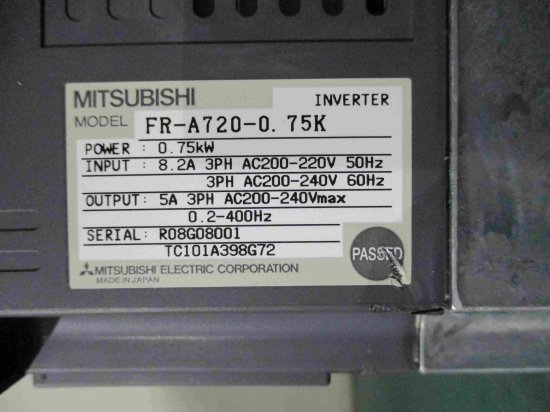 MITSUBISHI INVERTER
MODEL FR-A720-0.75K
POWER : 0.75kW
INPUT : 8.2A 3PH AC200-220V 50Hz
3PH AC200-240V 60Hz
OUTPUT: 5A 3PH AC200-240Vmax
0.2-400Hz
SERIAL: R08G08001
TC101A398G72
PASSED
MITSUBISHI ELECTRIC CORPORATION
MADE IN JAPAN